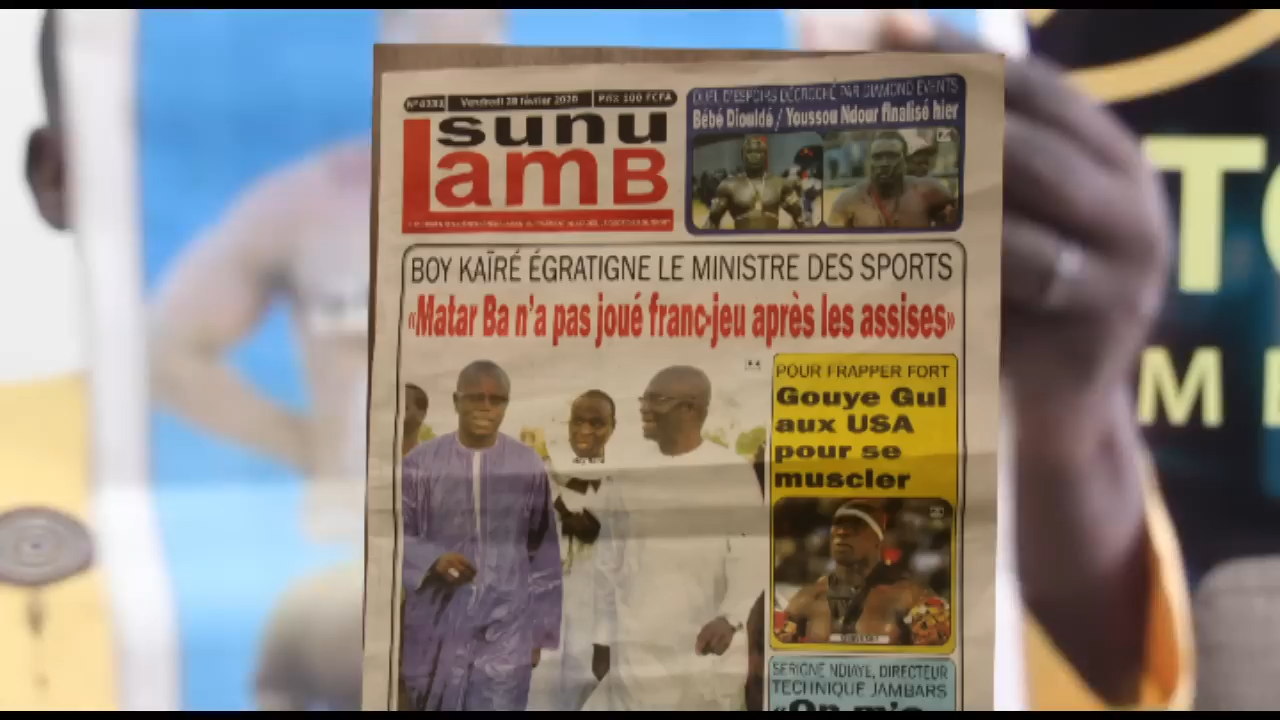 Vendredi 28 février 2020
Prix 100 FCFA
sunu
Lamb
DUEL D'ESPOIRS DÉCROCHÉ PAR DIAMOND EVENTS
Bébé Diouldé / Youssou Ndour finalisé hier
BOY KAÏRÉ ÉGRATIGNE LE MINISTRE DES SPORTS
«Matar Ba n'a pas joué franc-jeu après les assises»
POUR FRAPPER FORT
Gouye Gui
aux USA
pour se
muscler
SERIGNE NDIAYE, DIRECTEUR
TECHNIQUE JAMBARS
«On m'a